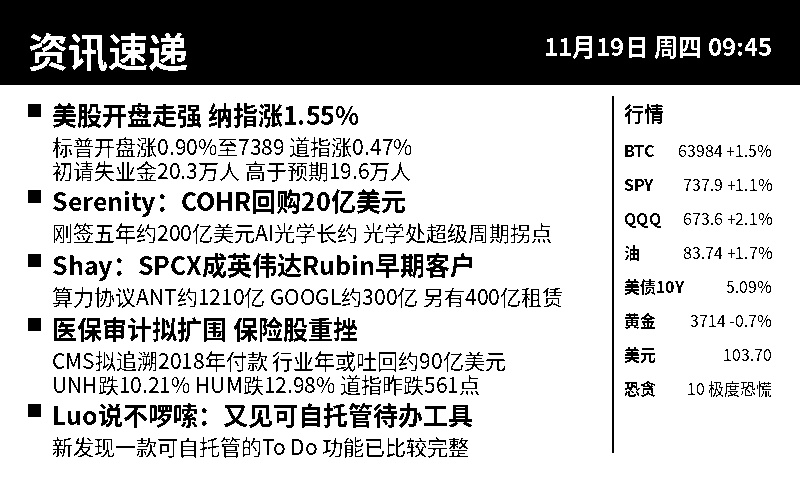 资讯速递
11月19日 周四 09:45
美股开盘走强 纳指涨1.55%
标普开盘涨0.90%至7389 道指涨0.47%
初请失业金20.3万人 高于预期19.6万人
Serenity：COHR回购20亿美元
刚签五年约200亿美元AI光学长约 光学处超级周期拐点
Shay：SPCX成英伟达Rubin早期客户
算力协议ANT约1210亿 GOOGL约300亿 另有400亿租赁
医保审计拟扩围 保险股重挫
CMS拟追溯2018年付款 行业年或吐回约90亿美元
UNH跌10.21% HUM跌12.98% 道指昨跌561点
Luo说不啰嗦：又见可自托管待办工具
新发现一款可自托管的To Do 功能已比较完整
行情
BTC 63984 +1.5%
SPY 737.9 +1.1%
QQQ 673.6 +2.1%
油 83.74 +1.7%
美债10Y 5.09%
黄金 3714 -0.7%
美元 103.70
恐贪 10 极度恐慌